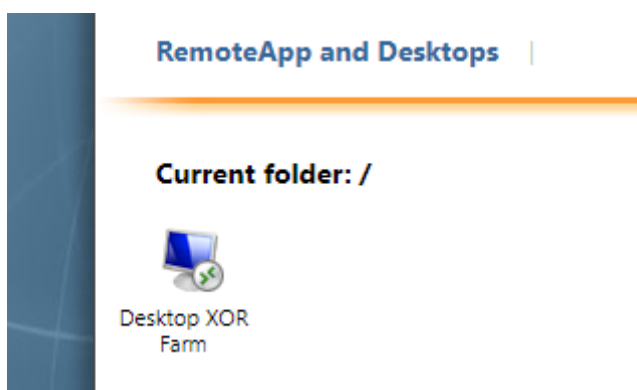 RemoteApp and Desktops
Current folder: /
Desktop XOR
Farm